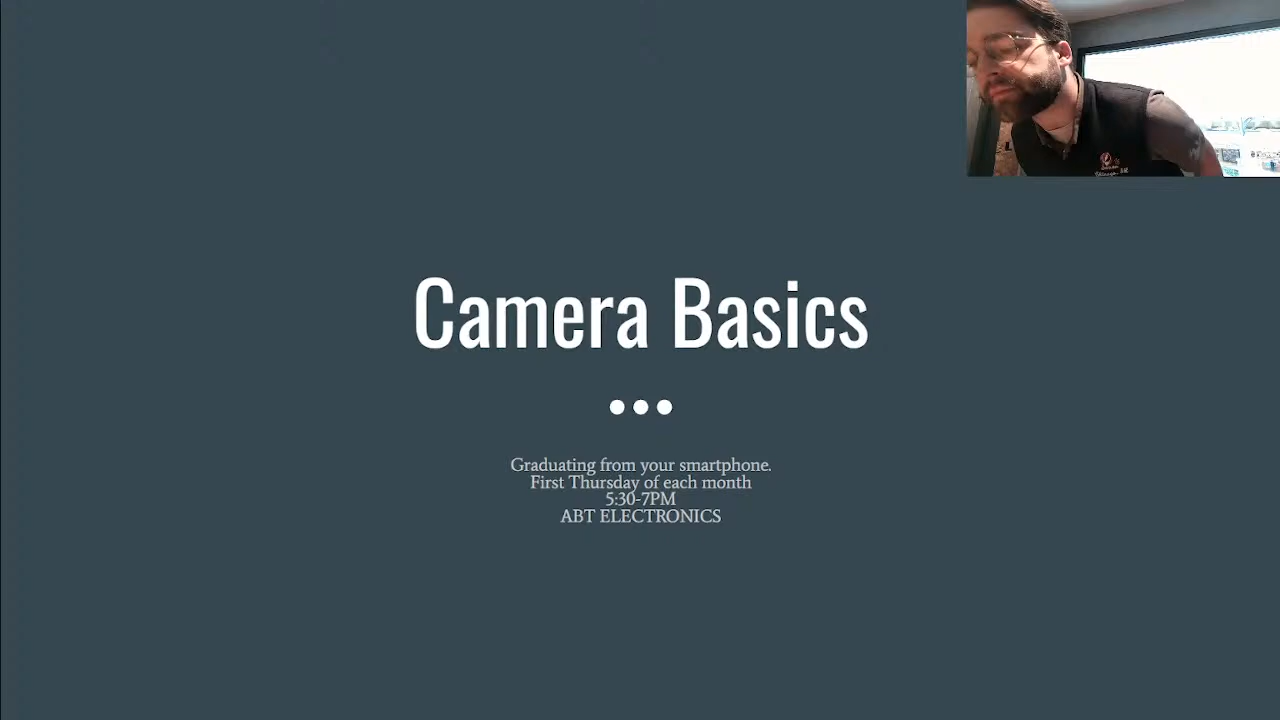 Camera Basics
Graduating from your smartphone.
First Thursday of each month
5:30-7PM
ABT ELECTRONICS